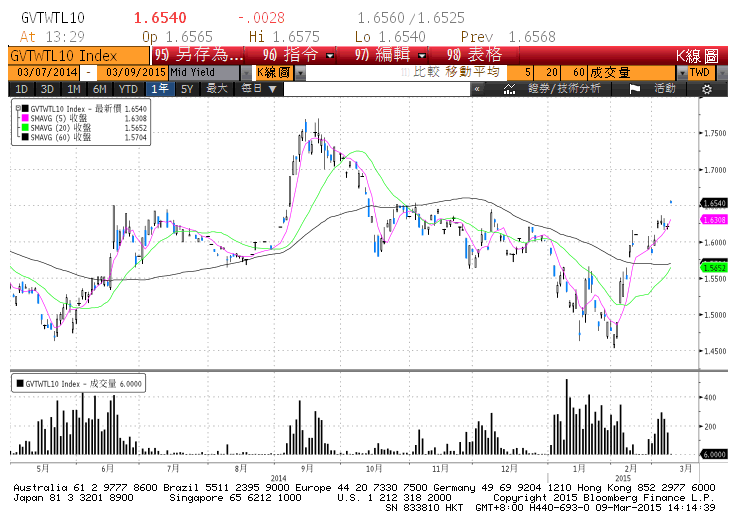 GVTWTL10 1.6540 -.0028 1.6560 /1.6525
At 13:29 Op 1.6565 Hi 1.6575 Lo 1.6540 Prev 1.6568
GVTWTL10 Index 95) 另存為... 96) 指令 97) 編輯 98) 表格 K線圖
03/07/2014 - 03/09/2015 Mid Yield K線圖 比較 移動平均 5 20 60 成交量 TWD
1D 3D 1M 6M YTD 1年 5Y 最大 每日▼ « 證券/技術分析 活動
GVTWTL10 Index - 最新價 1.6540
SMAVG (5) 收盤 1.6308
SMAVG (20) 收盤 1.5652
SMAVG (60) 收盤 1.5704
1.7500
1.7000
1.6540
1.6308
1.6000
1.5652
1.5500
1.5000
1.4500
GVTWTL10 Index - 成交量 6.0000
400
200
6.0000
5月 6月 7月 8月 9月 10月 11月 12月 1月 2月 3月
2014 2015
Australia 61 2 9777 8600 Brazil 5511 2395 9000 Europe 44 20 7330 7500 Germany 49 69 9204 1210 Hong Kong 852 2977 6000
Japan 81 3 3201 8900 Singapore 65 6212 1000 U.S. 1 212 318 2000 Copyright 2015 Bloomberg Finance L.P.
SN 833810 HKT GMT+8:00 H440-693-0 09-Mar-2015 14:14:39